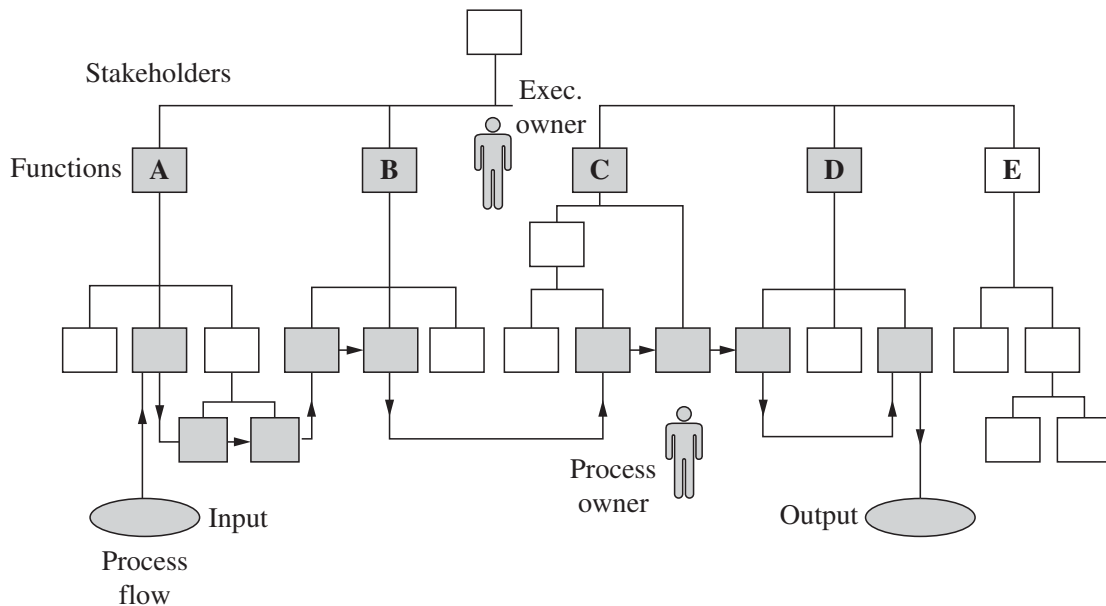 Stakeholders
Exec.
owner
Functions
A
B
C
D
E
Process
owner
Input
Output
Process
flow